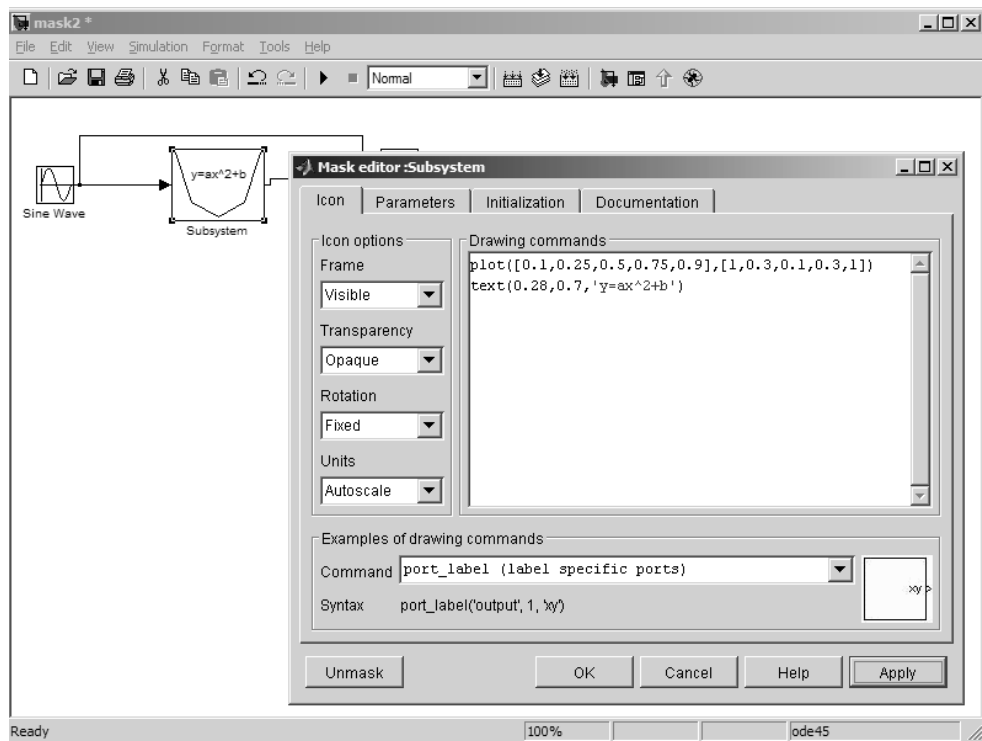 mask2 *
File Edit View Simulation Format Tools Help
Normal
y=ax^2+b
Sine Wave
Subsystem
Mask editor :Subsystem
Icon Parameters Initialization Documentation
Icon options
Frame
Visible
Transparency
Opaque
Rotation
Fixed
Units
Autoscale
Drawing commands
plot([0.1,0.25,0.5,0.75,0.9],[1,0.3,0.1,0.3,1])
text(0.28,0.7,'y=ax^2+b')
Examples of drawing commands
Command port_label (label specific ports)
Syntax port_label('output', 1, 'xy')
xy >
Unmask OK Cancel Help Apply
Ready 100% ode45